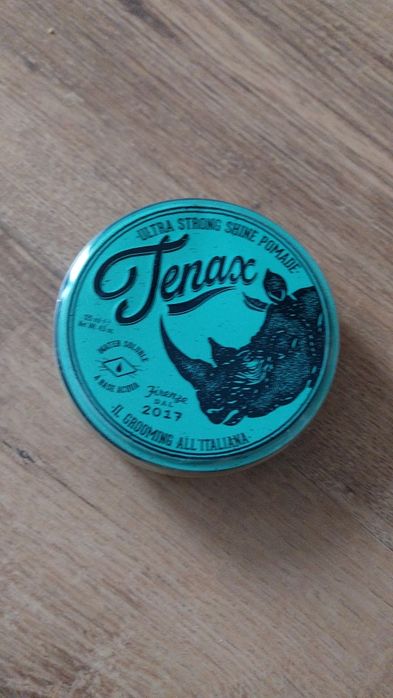 ULTRA STRONG SHINE POMADE
Tenax
WATER SOLUBLE
A BASE ACQUA
Firenze
DAL
2017
IL GROOMING ALL'ITALIANA